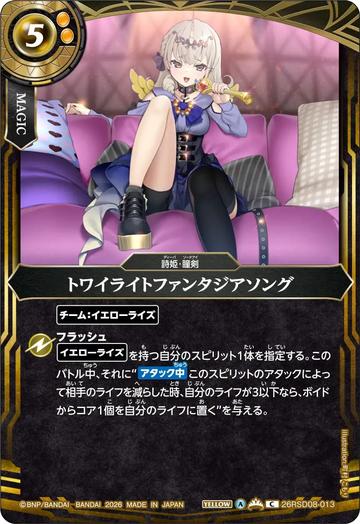 5
MAGIC
ディーバ ソードアイ
詩姫・瞳剣
トワイライトファンタジアソング
チーム:イエローライズ
フラッシュ
イエローライズを持つ自分のスピリット1体を指定する。この
バトル中、それに“アタック中 このスピリットのアタックによっ
て相手のライフを減らした時、自分のライフが3以下なら、ボイド
からコア1個を自分のライフに置く”を与える。
©BNP/BANDAI ©BANDAI 2026 MADE IN JAPAN
YELLOW A C 26RSD08-013